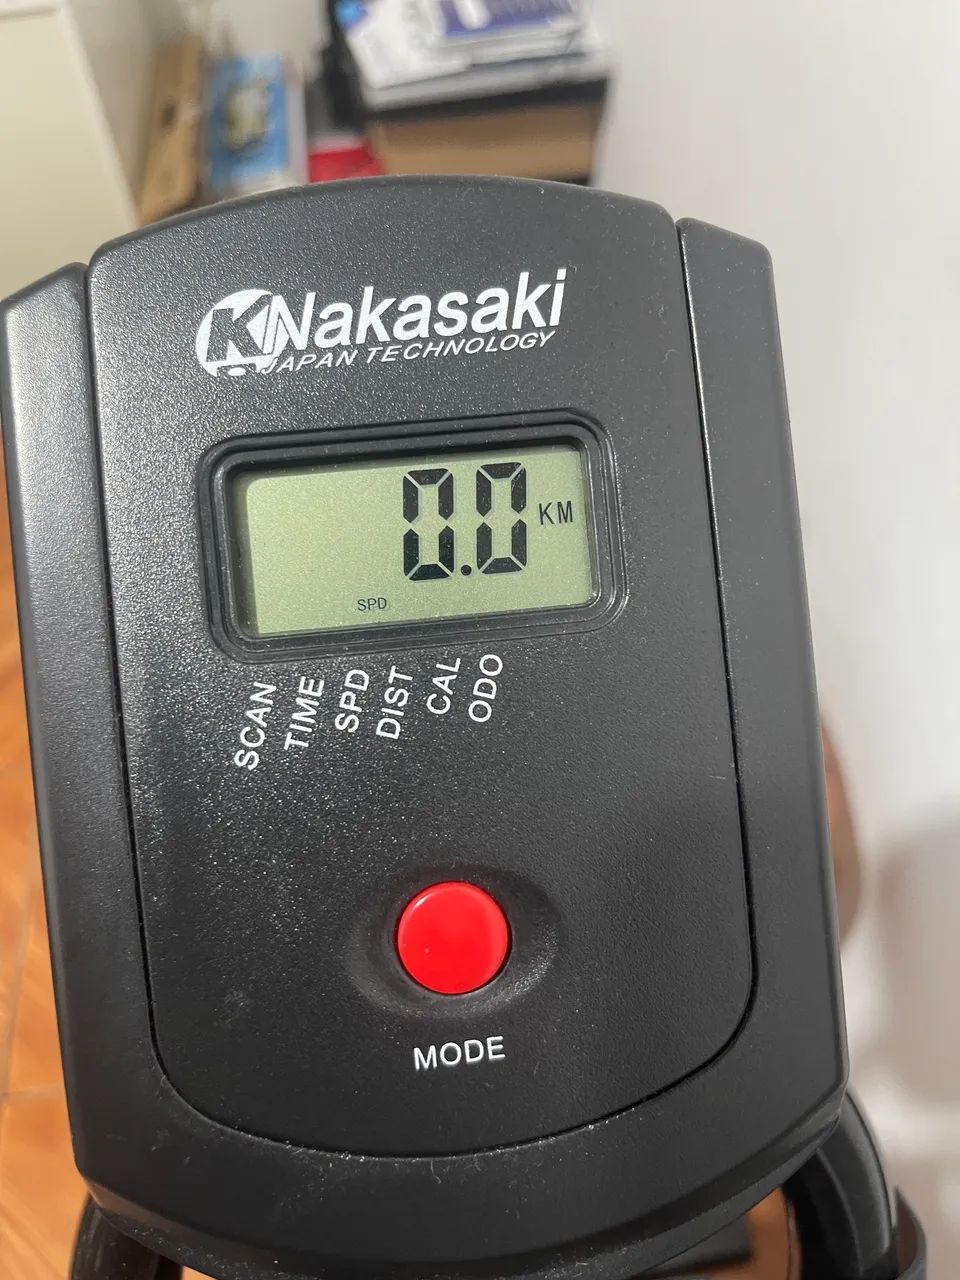 Nakasaki
JAPAN TECHNOLOGY
0.0 KM
SPD
SCAN
TIME
SPD
DIST
CAL
ODO
MODE